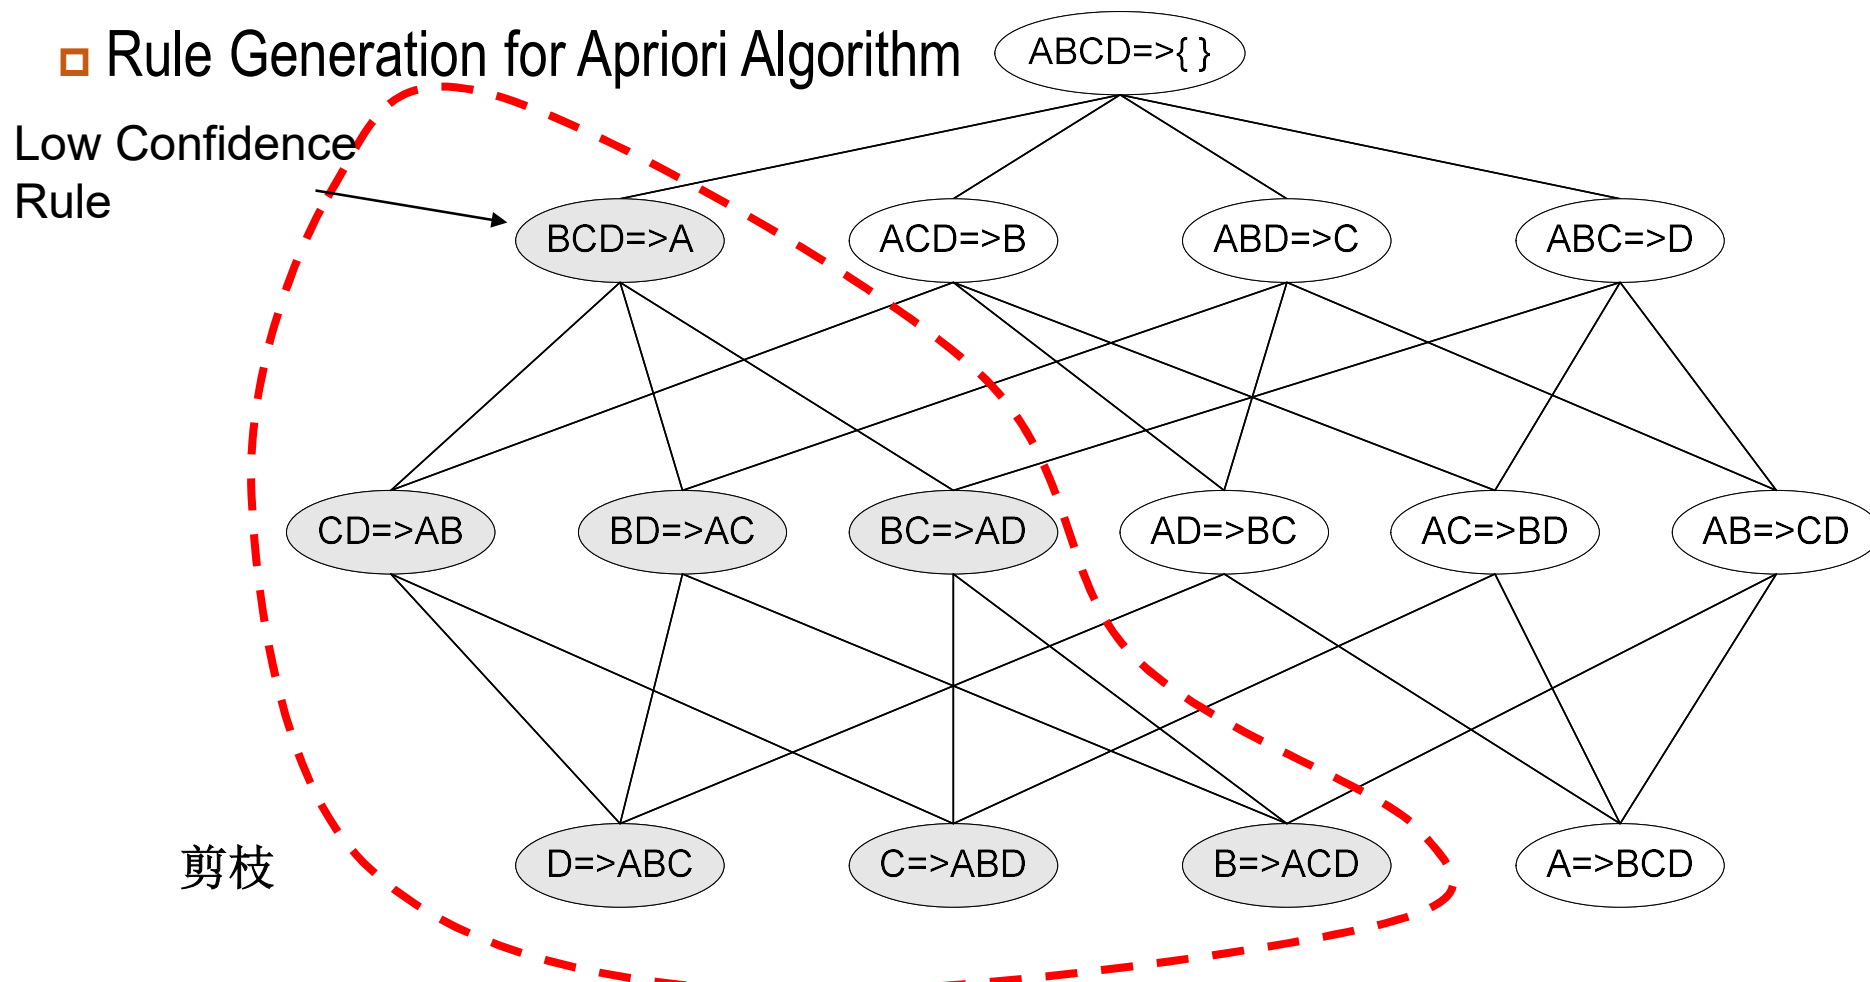 Rule Generation for Apriori Algorithm
ABCD=>{ }
Low Confidence
Rule
BCD=>A
ACD=>B
ABD=>C
ABC=>D
CD=>AB
BD=>AC
BC=>AD
AD=>BC
AC=>BD
AB=>CD
剪枝
D=>ABC
C=>ABD
B=>ACD
A=>BCD